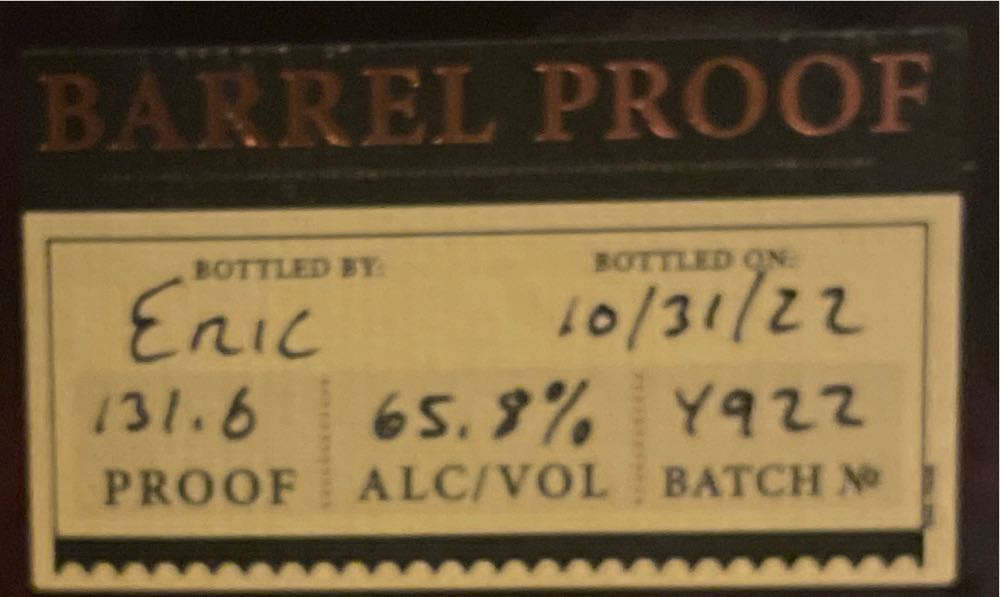 BARREL PROOF
BOTTLED BY: BOTTLED ON:
ERIC 10/31/22
131.6 65.8% Y922
PROOF ALC/VOL BATCH №